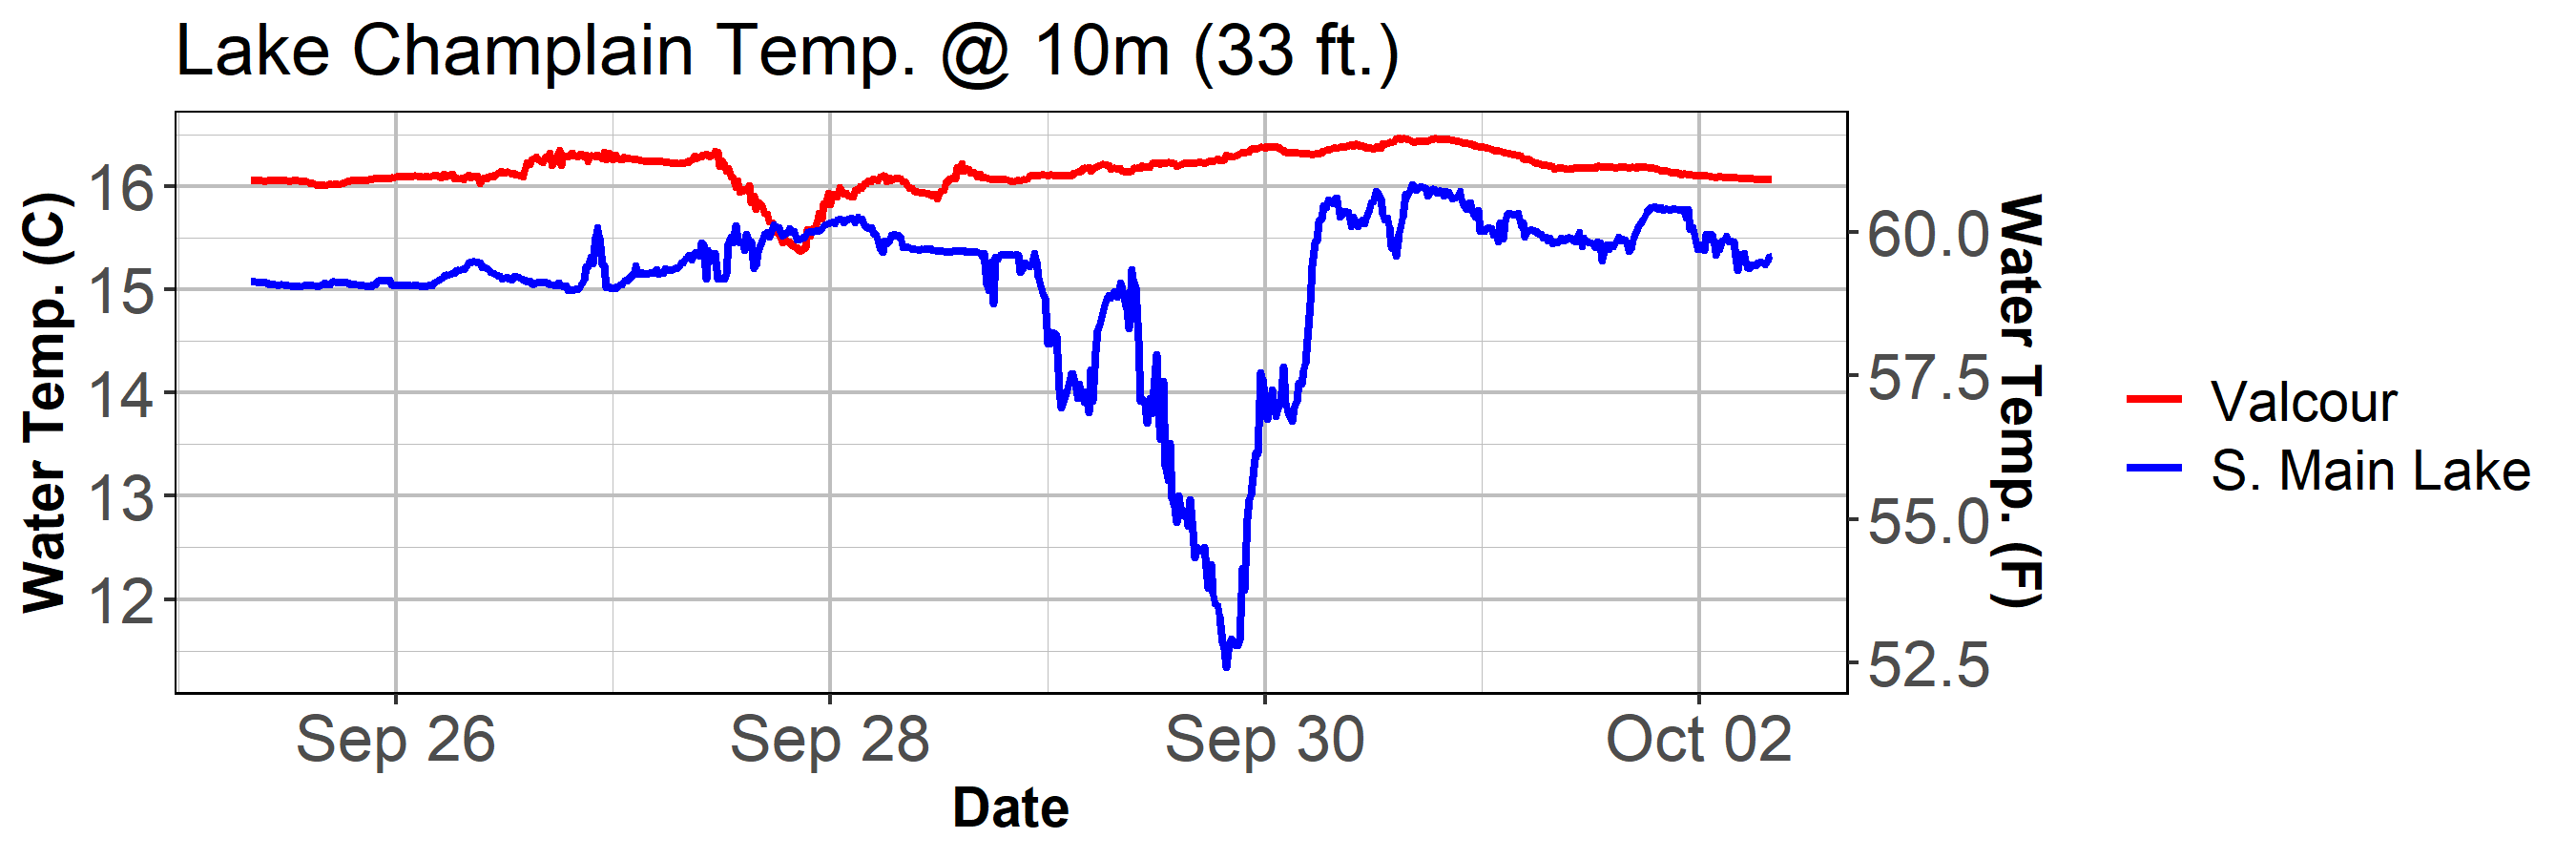 Lake Champlain Temp. @ 10m (33 ft.)
Water Temp. (C)
16
15
14
13
12
60.0
57.5
55.0
52.5
Water Temp. (F)
Sep 26
Sep 28
Sep 30
Oct 02
Date
Valcour
S. Main Lake